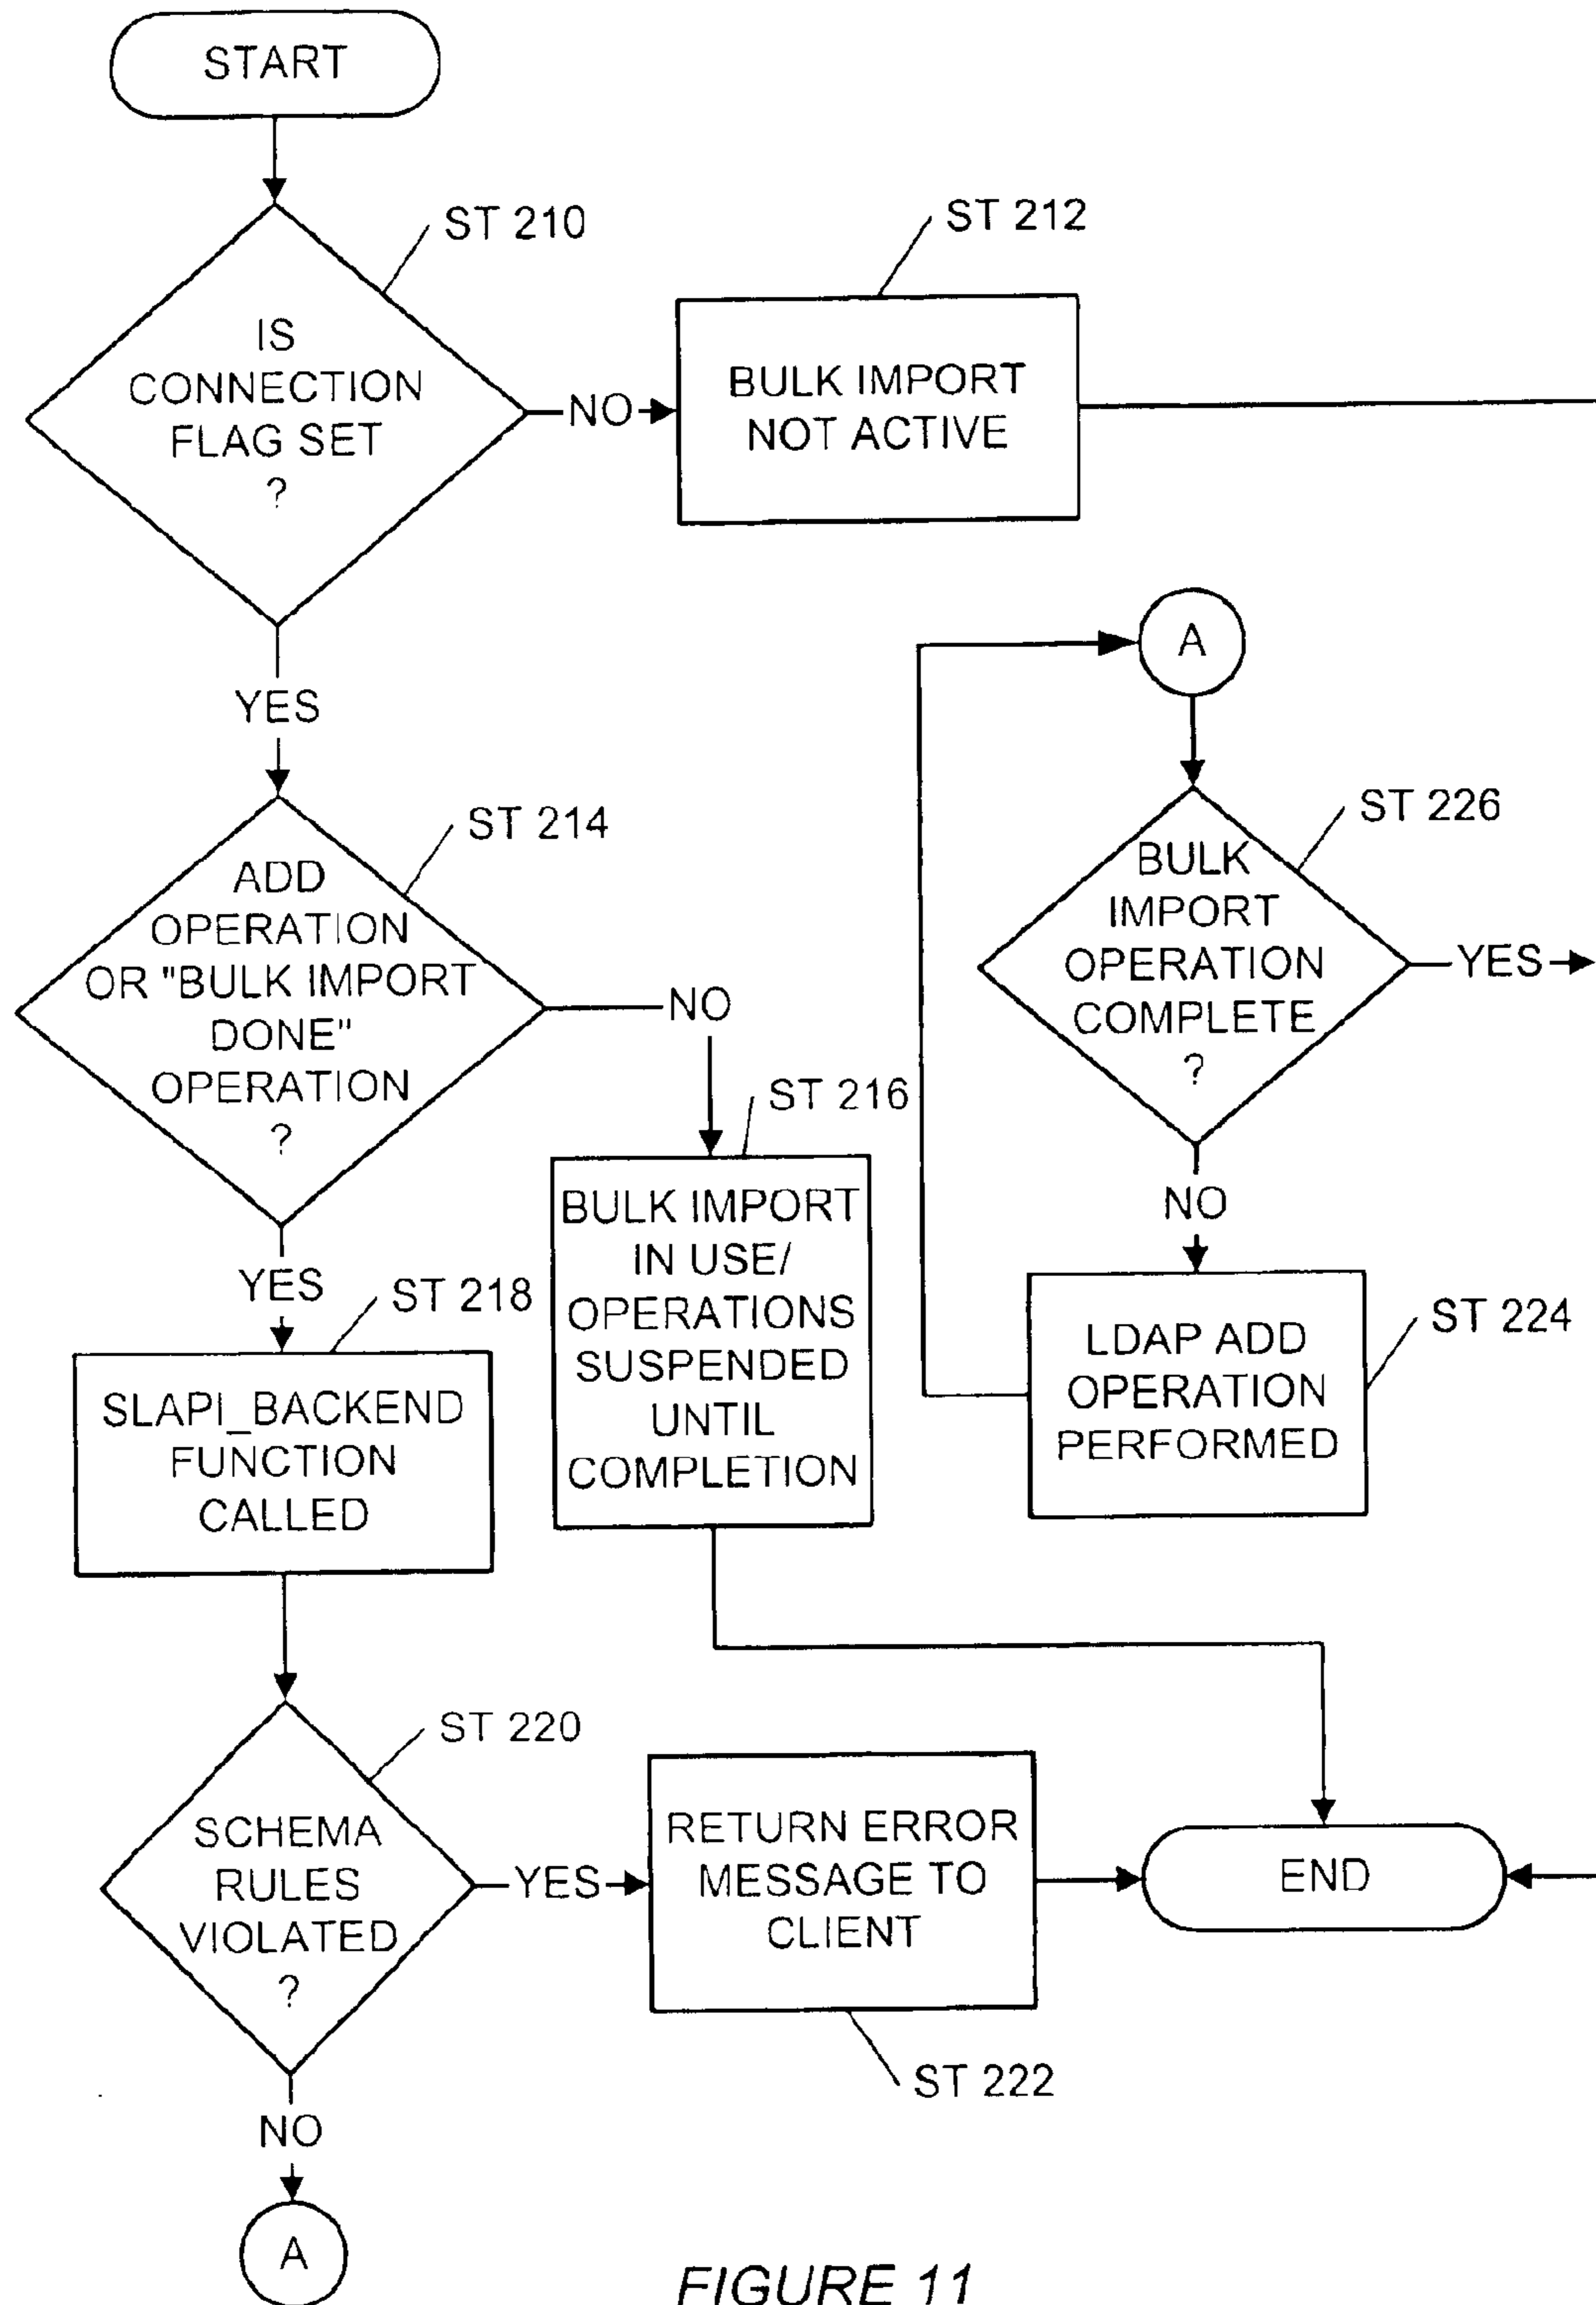 START
ST 210
IS
CONNECTION
FLAG SET
?
NO
ST 212
BULK IMPORT
NOT ACTIVE
YES
ST 214
ADD
OPERATION
OR "BULK IMPORT
DONE"
OPERATION
?
NO
ST 216
BULK IMPORT
IN USE/
OPERATIONS
SUSPENDED
UNTIL
COMPLETION
YES
ST 218
SLAPI_BACKEND
FUNCTION
CALLED
ST 220
SCHEMA
RULES
VIOLATED
?
YES
RETURN ERROR
MESSAGE TO
CLIENT
ST 222
END
NO
A
A
ST 226
BULK
IMPORT
OPERATION
COMPLETE
?
YES
NO
ST 224
LDAP ADD
OPERATION
PERFORMED
FIGURE 11